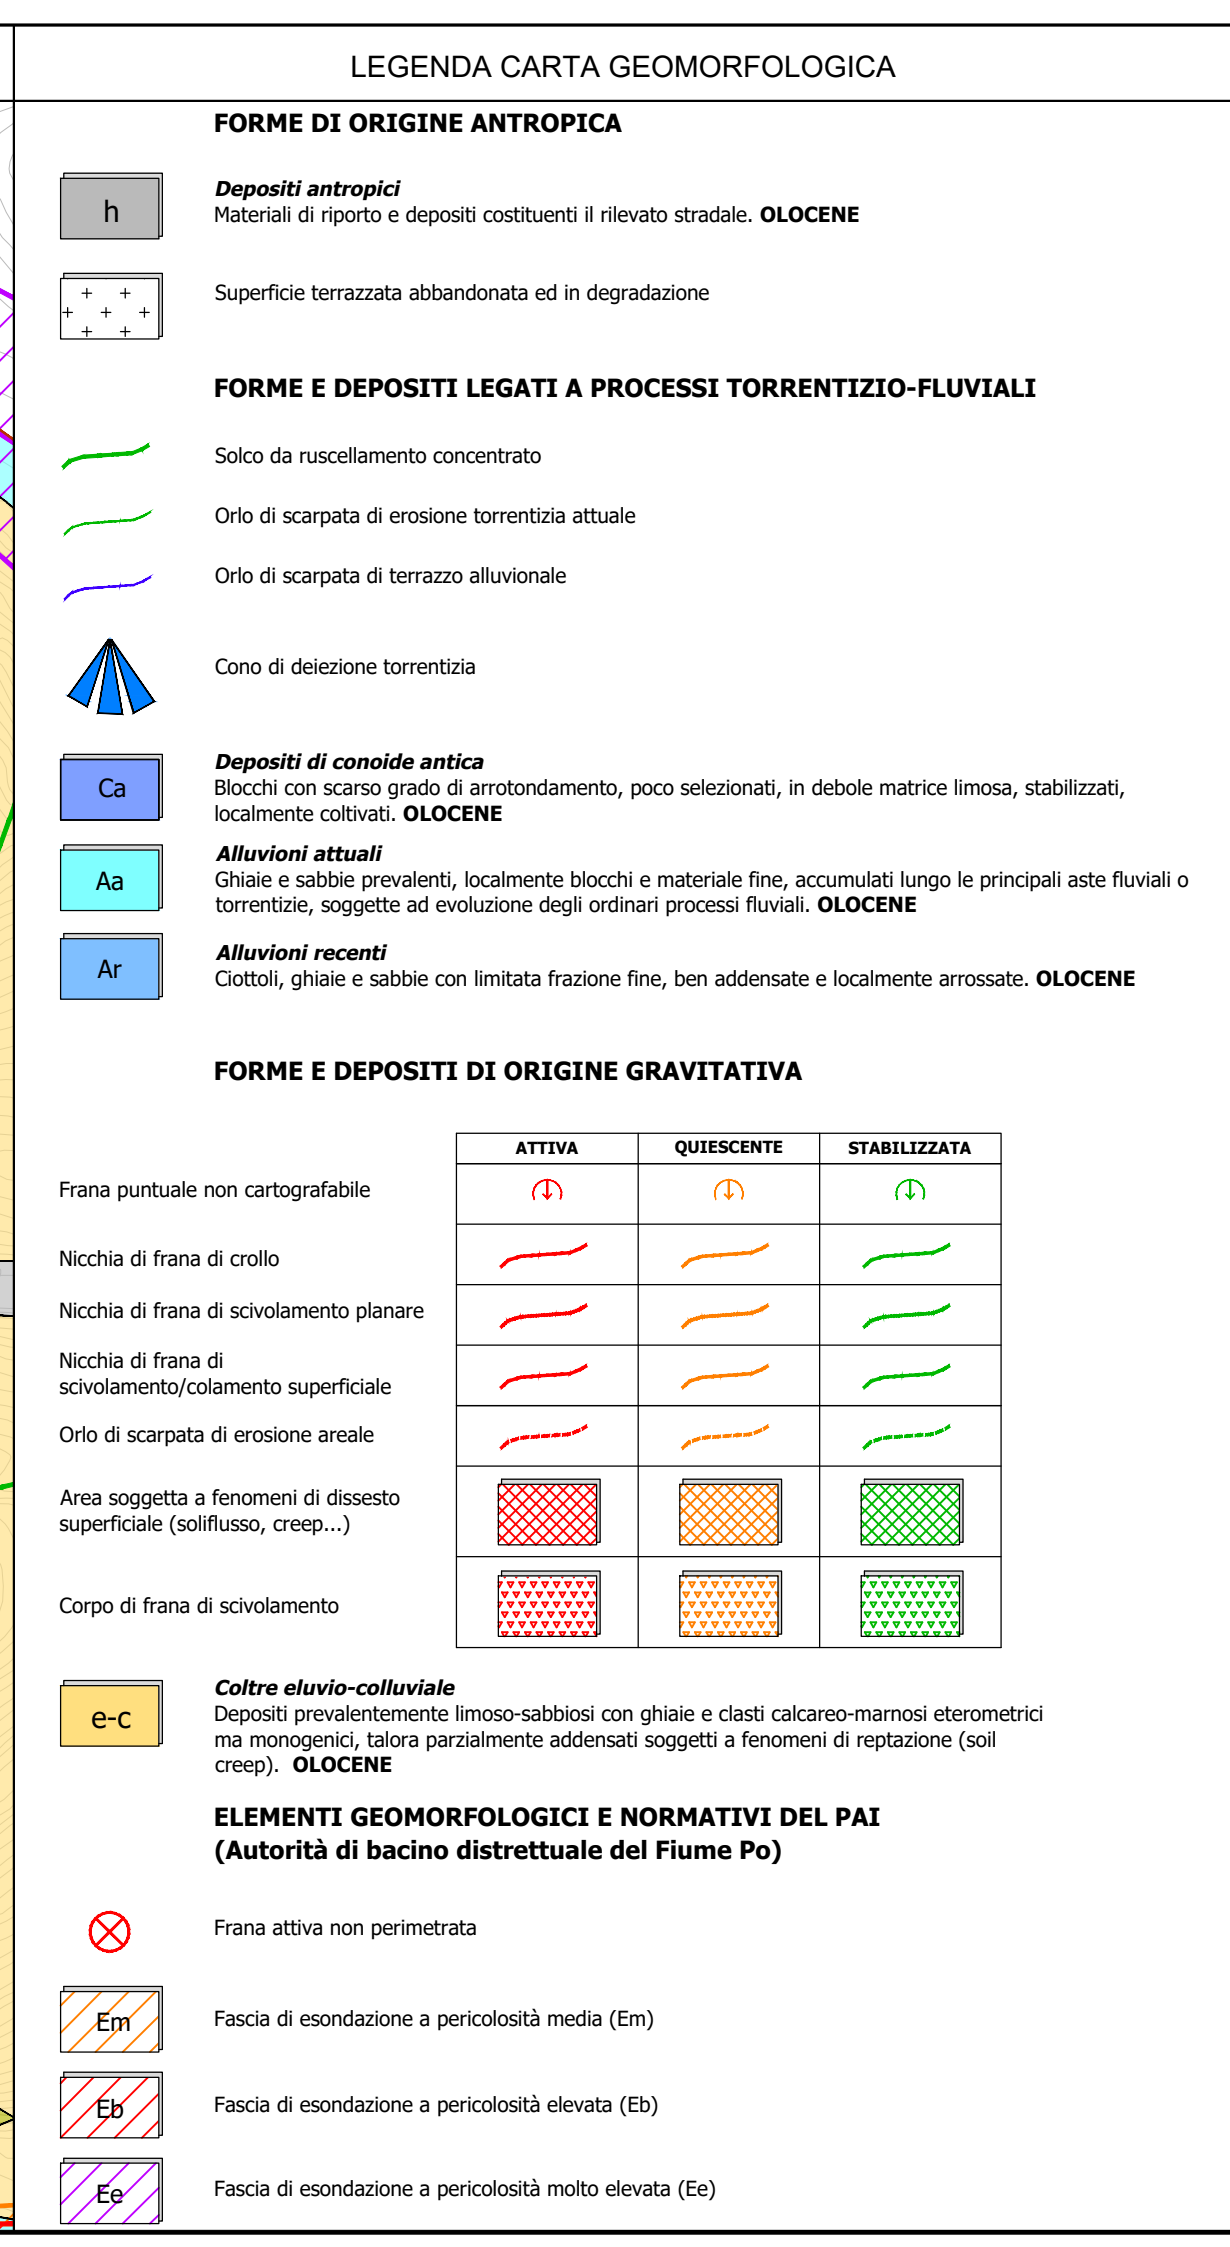 LEGENDA CARTA GEOMORFOLOGICA
FORME DI ORIGINE ANTROPICA
h
Depositi antropici
Materiali di riporto e depositi costituenti il rilevato stradale. OLOCENE
Superficie terrazzata abbandonata ed in degradazione
FORME E DEPOSITI LEGATI A PROCESSI TORRENTIZIO-FLUVIALI
Solco da ruscellamento concentrato
Orlo di scarpata di erosione torrentizia attuale
Orlo di scarpata di terrazzo alluvionale
Cono di deiezione torrentizia
Ca
Depositi di conoide antica
Blocchi con scarso grado di arrotondamento, poco selezionati, in debole matrice limosa, stabilizzati,
localmente coltivati. OLOCENE
Aa
Alluvioni attuali
Ghiaie e sabbie prevalenti, localmente blocchi e materiale fine, accumulati lungo le principali aste fluviali o
torrentizie, soggette ad evoluzione degli ordinari processi fluviali. OLOCENE
Ar
Alluvioni recenti
Ciottoli, ghiaie e sabbie con limitata frazione fine, ben addensate e localmente arrossate. OLOCENE
FORME E DEPOSITI DI ORIGINE GRAVITATIVA
ATTIVA QUIESCENTE STABILIZZATA
Frana puntuale non cartografabile
Nicchia di frana di crollo
Nicchia di frana di scivolamento planare
Nicchia di frana di
scivolamento/colamento superficiale
Orlo di scarpata di erosione areale
Area soggetta a fenomeni di dissesto
superficiale (soliflusso, creep...)
Corpo di frana di scivolamento
e-c
Coltre eluvio-colluviale
Depositi prevalentemente limoso-sabbiosi con ghiaie e clasti calcareo-marnosi eterometrici
ma monogenici, talora parzialmente addensati soggetti a fenomeni di reptazione (soil
creep). OLOCENE
ELEMENTI GEOMORFOLOGICI E NORMATIVI DEL PAI
(Autorità di bacino distrettuale del Fiume Po)
Frana attiva non perimetrata
Em
Fascia di esondazione a pericolosità media (Em)
Eb
Fascia di esondazione a pericolosità elevata (Eb)
Ee
Fascia di esondazione a pericolosità molto elevata (Ee)